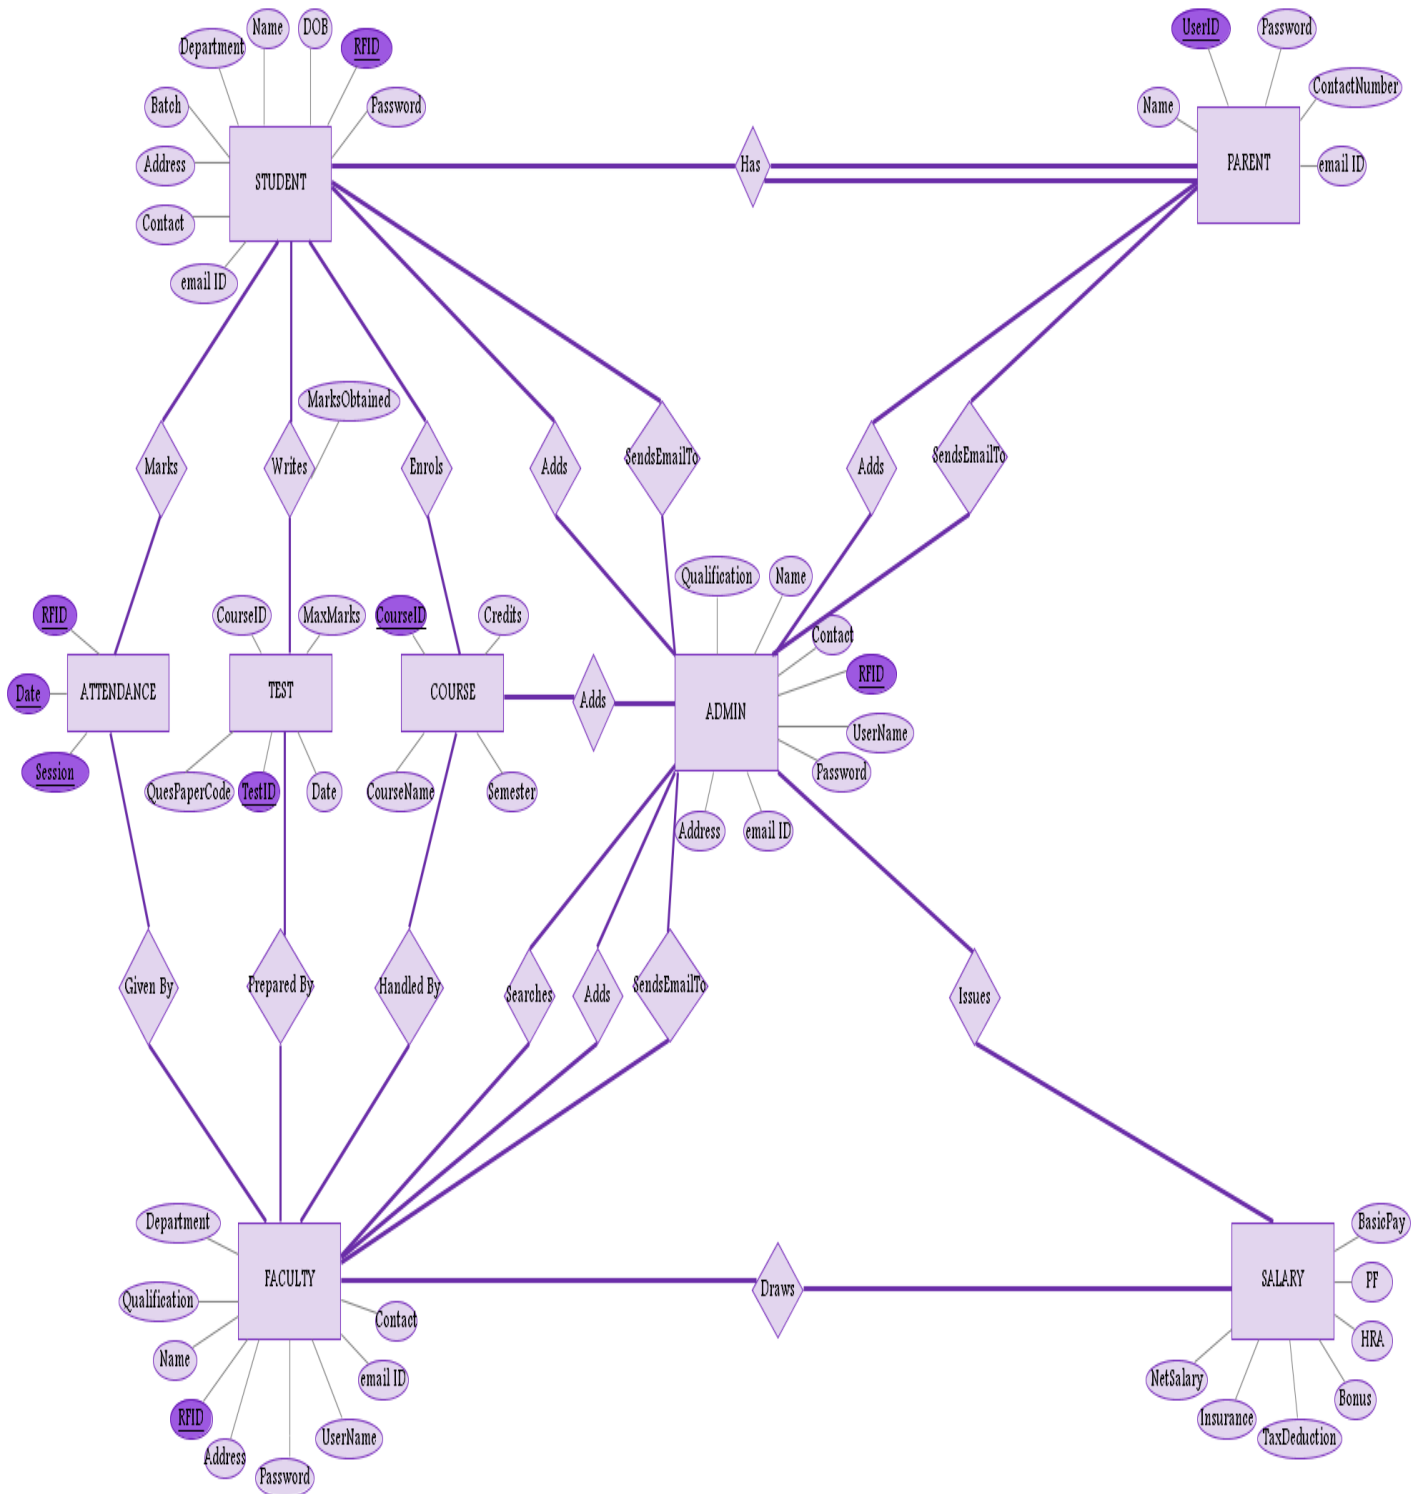 Name
DOB
UserID
Password
Department
RFID
ContactNumber
Batch
Password
Name
Address
STUDENT
Has
PARENT
email ID
Contact
email ID
MarksObtained
Marks
Writes
Enrols
Adds
SendsEmailTo
Adds
SendsEmailTo
Qualification
Name
RFID
CourseID
MaxMarks
CourseID
Credits
Contact
RFID
Date
ATTENDANCE
TEST
COURSE
Adds
ADMIN
UserName
Session
QuesPaperCode
TestID
Date
CourseName
Semester
Password
Address
email ID
Given By
Prepared By
Handled By
Searches
Adds
SendsEmailTo
Issues
Department
BasicPay
FACULTY
Draws
SALARY
PF
Qualification
Contact
HRA
Name
email ID
NetSalary
Bonus
RFID
Insurance
UserName
TaxDeduction
Address
Password